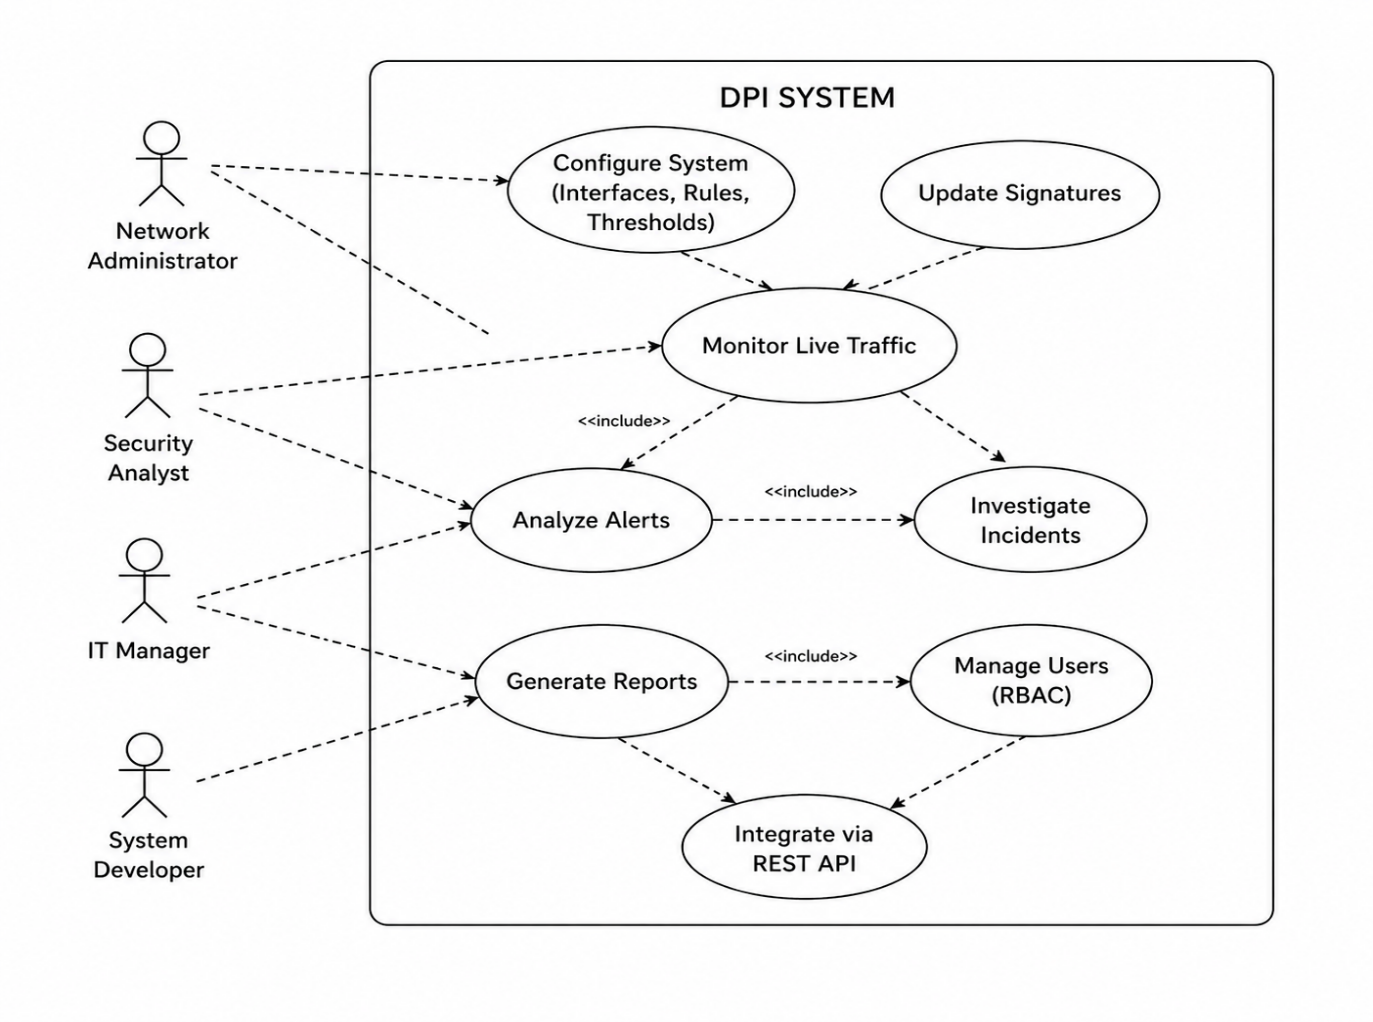 DPI SYSTEM
Network
Administrator
Configure System
(Interfaces, Rules,
Thresholds)
Update Signatures
Security
Analyst
Monitor Live Traffic
<<include>>
Analyze Alerts
<<include>>
Investigate
Incidents
IT Manager
Generate Reports
<<include>>
Manage Users
(RBAC)
System
Developer
Integrate via
REST API